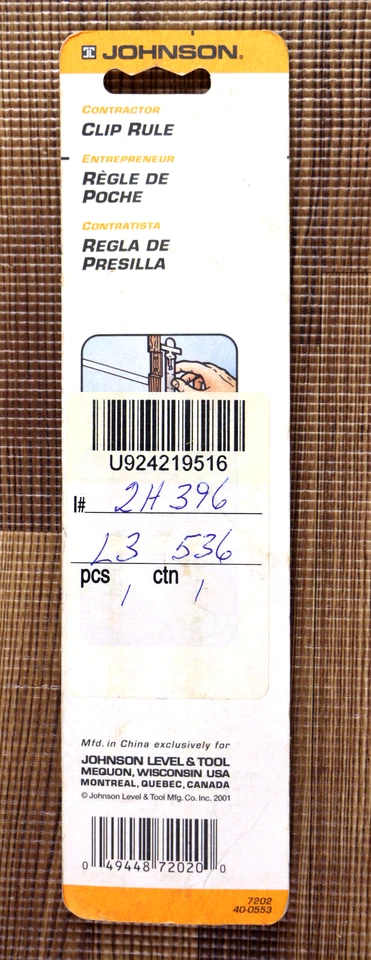 JOHNSON®
CONTRACTOR
CLIP RULE
ENTREPRENEUR
RÈGLE DE
POCHE
CONTRATISTA
REGLA DE
PRESILLA
U924219516
I# 2H396
L3 536
pcs ctn
1 1
Mfd. in China exclusively for
JOHNSON LEVEL & TOOL
MEQUON, WISCONSIN USA
MONTREAL, QUEBEC, CANADA
© Johnson Level & Tool Mfg. Co. Inc. 2001
0 49448 72020 0
7202
40-0553